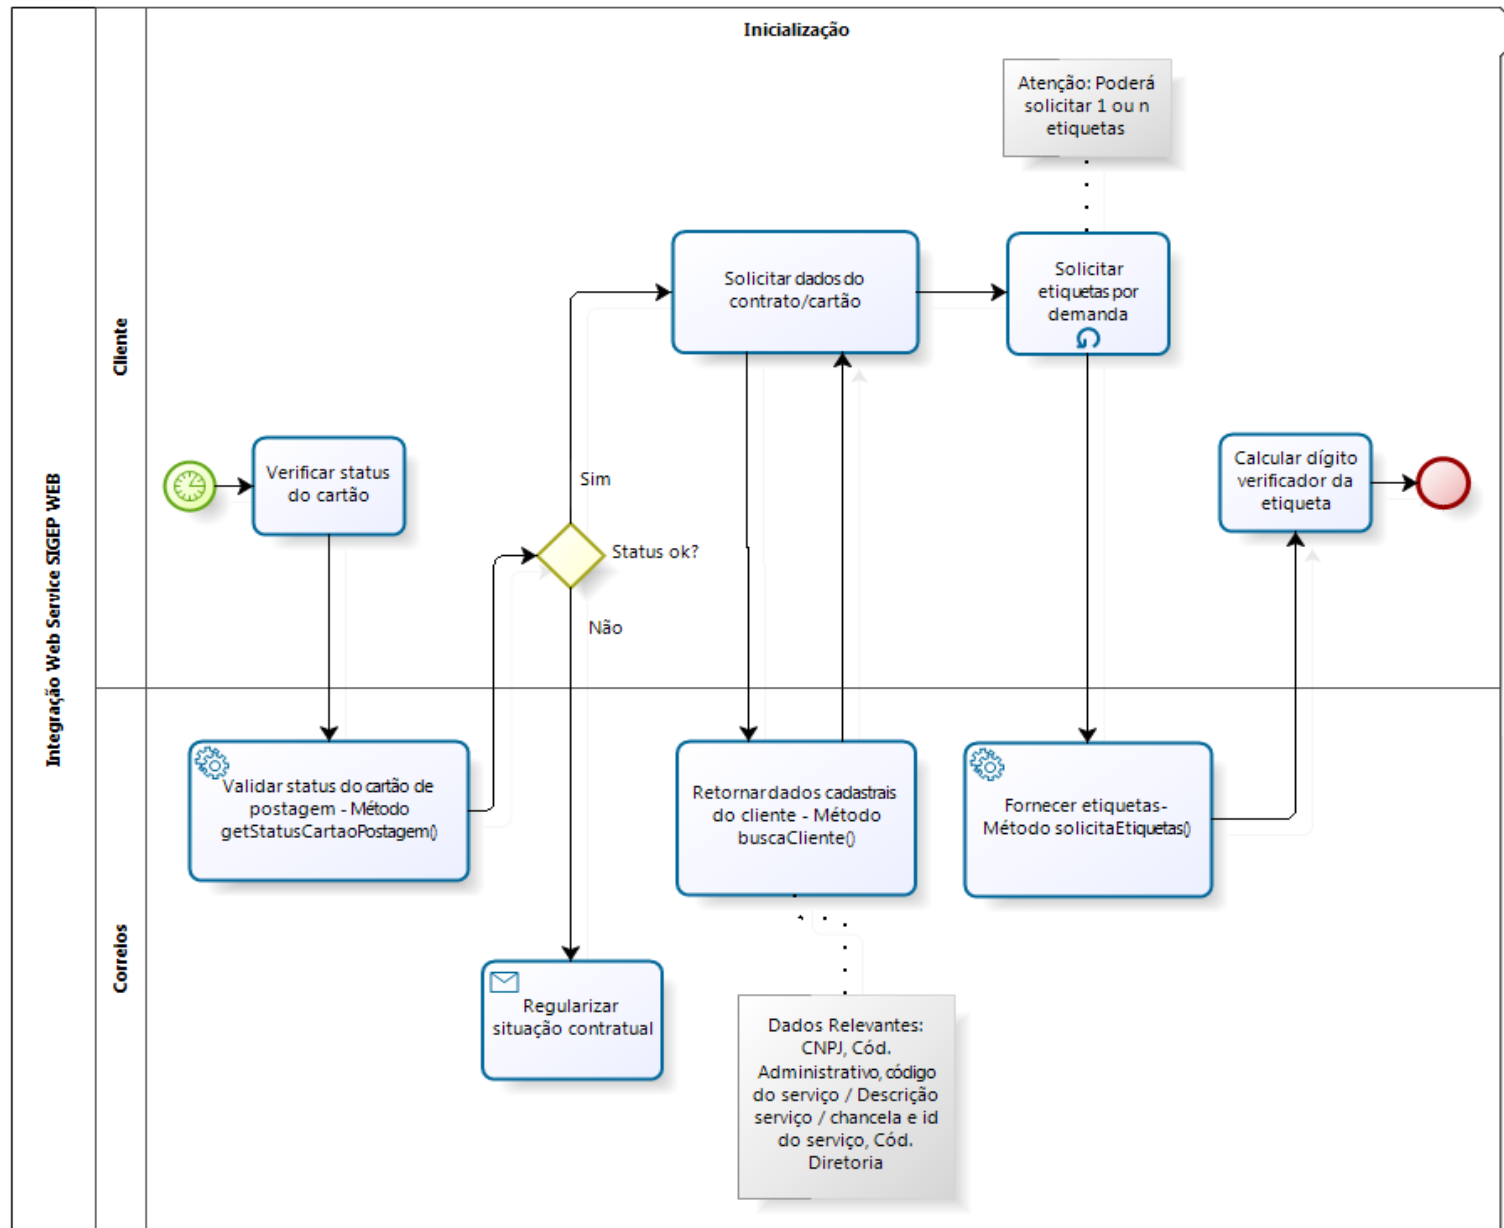 Inicialização
Integração Web Service SIGEP WEB
Cliente
Atenção: Poderá
solicitar 1 ou n
etiquetas
Solicitar dados do
contrato/cartão
Solicitar
etiquetas por
demanda
Verificar status
do cartão
Sim
Status ok?
Não
Calcular dígito
verificador da
etiqueta
Correios
Validar status do cartão de
postagem - Método
getStatusCartaoPostagem()
Retornar dados cadastrais
do cliente - Método
buscaCliente()
Fornecer etiquetas-
Método solicitaEtiquetas()
Regularizar
situação contratual
Dados Relevantes:
CNPJ, Cód.
Administrativo, código
do serviço / Descrição
serviço / chancela e id
do serviço, Cód.
Diretoria